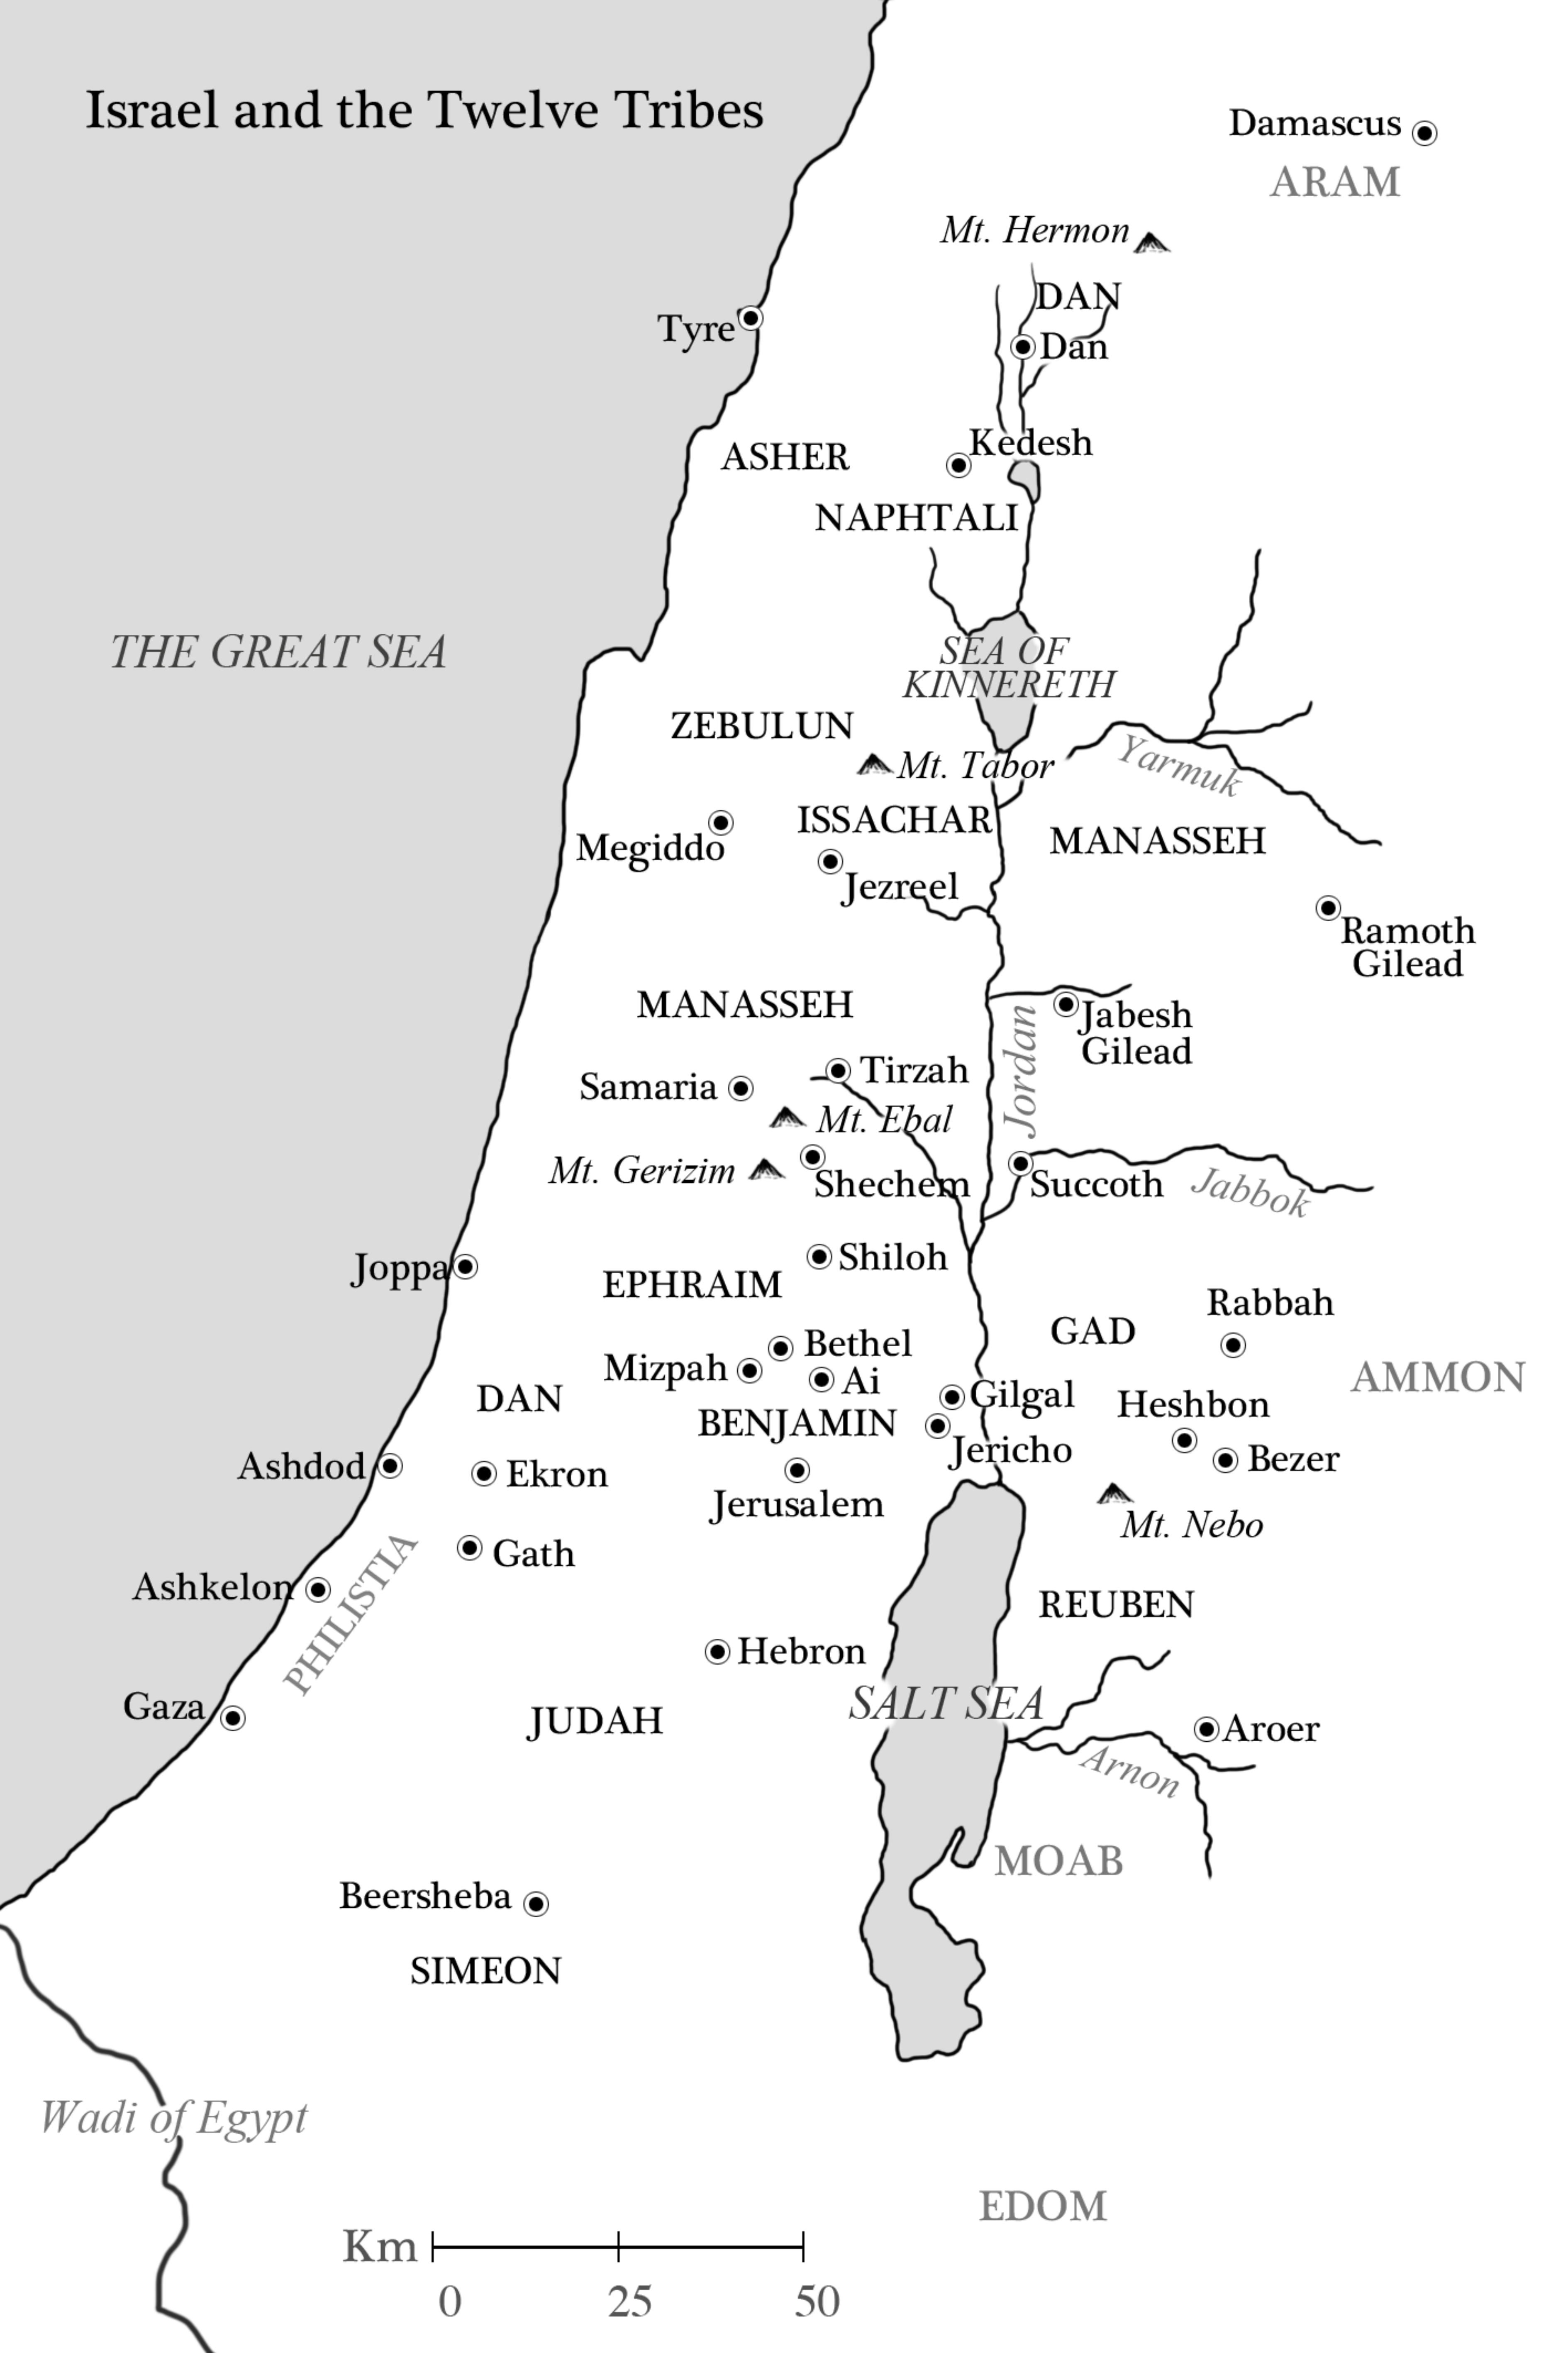 Israel and the Twelve Tribes
Damascus
ARAM
Mt. Hermon
DAN
Tyre
Dan
Kedesh
ASHER
NAPHTALI
THE GREAT SEA
SEA OF
KINNERETH
ZEBULUN
Yarmuk
Mt. Tabor
ISSACHAR
MANASSEH
Megiddo
Jezreel
Ramoth
Gilead
MANASSEH
Jabesh
Gilead
Jordan
Tirzah
Samaria
Mt. Ebal
Mt. Gerizim
Shechem
Succoth
Jabbok
Shiloh
Joppa
EPHRAIM
Rabbah
GAD
Bethel
Mizpah
Ai
AMMON
DAN
Gilgal
Heshbon
BENJAMIN
Jericho
Bezer
Ashdod
Ekron
Jerusalem
Mt. Nebo
Gath
Ashkelon
PHILISTIA
REUBEN
Hebron
SALT SEA
Gaza
JUDAH
Aroer
Arnon
MOAB
Beersheba
SIMEON
Wadi of Egypt
EDOM
Km
0 25 50